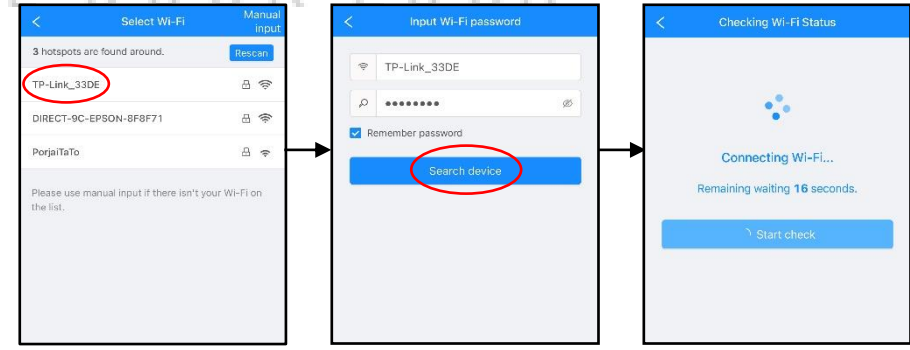 Select Wi-Fi
Manual
input
3 hotspots are found around.
Rescan
TP-Link_33DE
DIRECT-9C-EPSON-8F8F71
PorjaiTaTo
Please use manual input if there isn't your Wi-Fi on
the list.
Input Wi-Fi password
TP-Link_33DE
●●●●●●●●
Remember password
Search device
Checking Wi-Fi Status
Connecting Wi-Fi...
Remaining waiting 16 seconds.
Start check